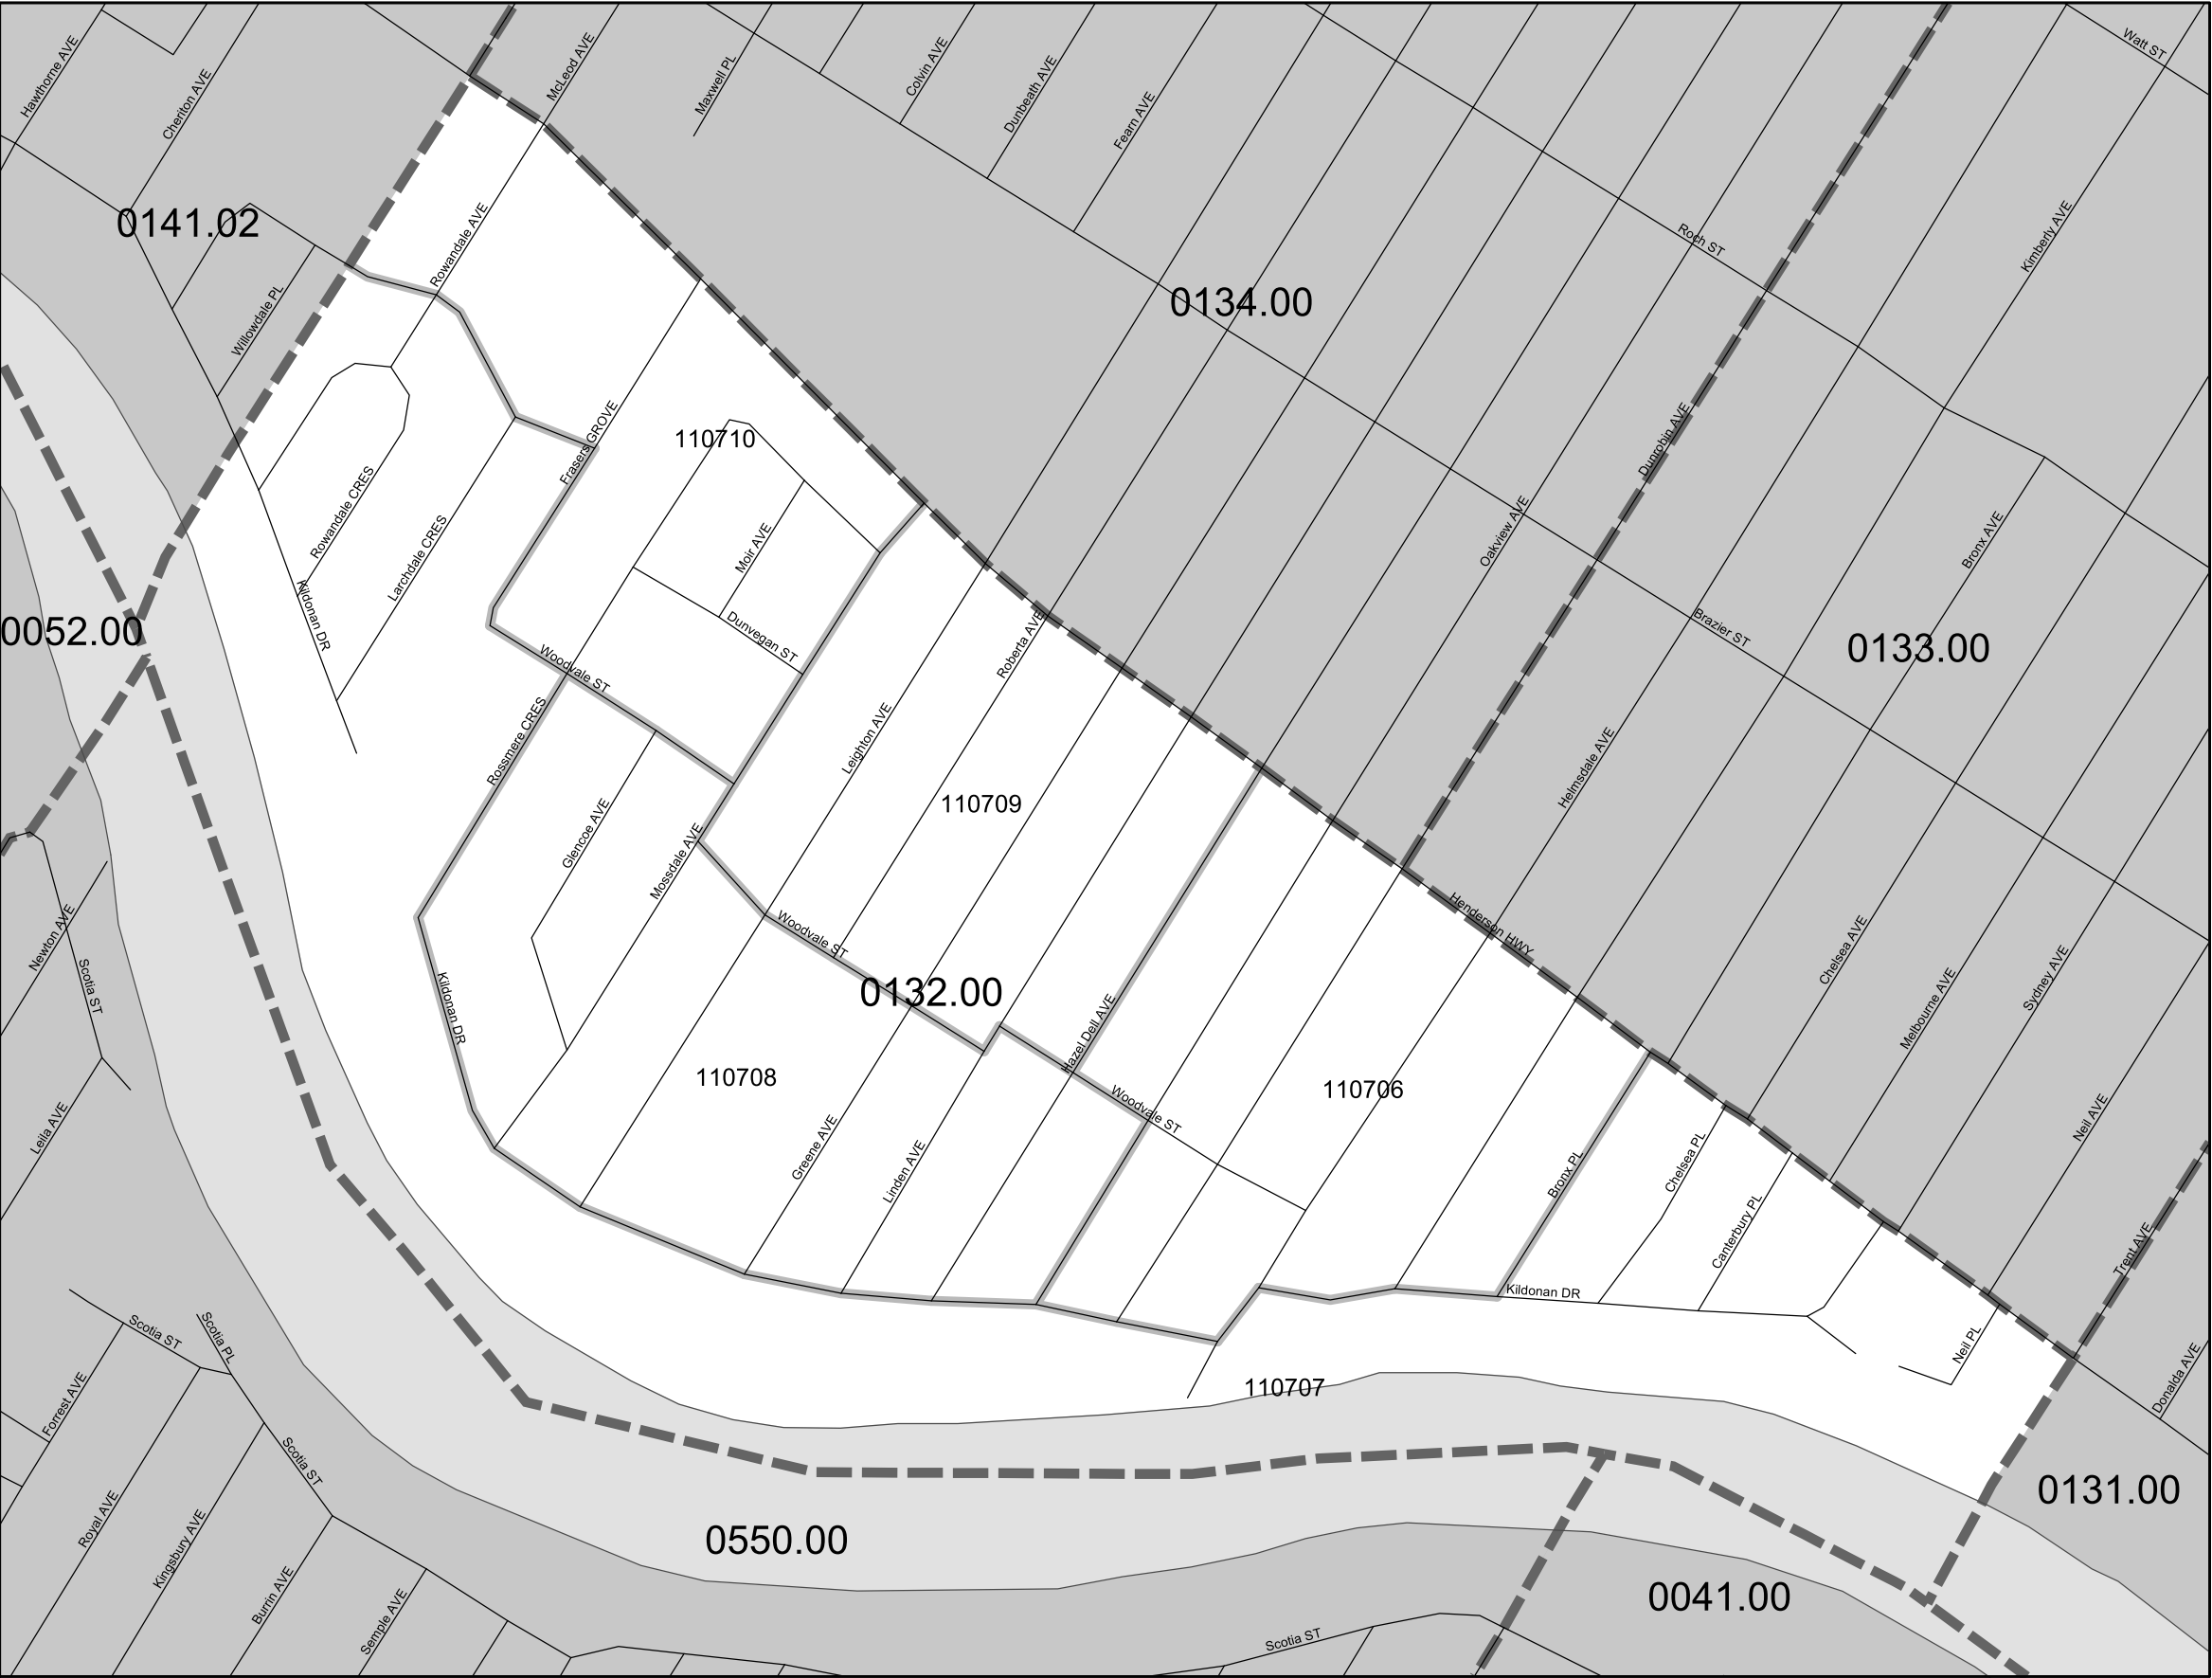 Hawthorne AVE
Cheriton AVE
McLeod AVE
Maxwell PL
Colvin AVE
Dunbeath AVE
Fearn AVE
Watt ST
0141.02
Rowandale AVE
Willowdale PL
0134.00
Roch ST
Kimberly AVE
Frasers GROVE
110710
Dunrobin AVE
Rowandale CRES
Larchdale CRES
Kildonan DR
Moir AVE
Dunvegan ST
Oakview AVE
Bronx AVE
0052.00
Woodvale ST
Roberta AVE
Brazier ST
0133.00
Rossmere CRES
Leighton AVE
Helmsdale AVE
110709
Glencoe AVE
Mossdale AVE
Henderson HWY
Newton AVE
Scotia ST
Kildonan DR
Woodvale ST
0132.00
Hazel Dell AVE
Chelsea AVE
Melbourne AVE
Sydney AVE
110708
110706
Woodvale ST
Leila AVE
Greene AVE
Linden AVE
Bronx PL
Chelsea PL
Canterbury PL
Neil AVE
Trent AVE
Kildonan DR
Scotia ST
Scotia PL
Neil PL
Donalda AVE
110707
Forrest AVE
Scotia ST
0131.00
Royal AVE
Kingsbury AVE
0550.00
Burrin AVE
Semple AVE
0041.00
Scotia ST